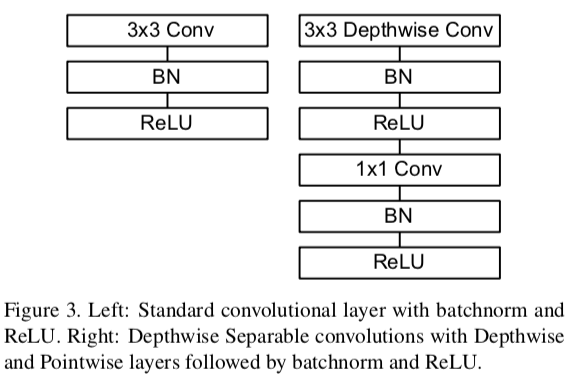 3x3 Conv
BN
ReLU
3x3 Depthwise Conv
BN
ReLU
1x1 Conv
BN
ReLU
Figure 3. Left: Standard convolutional layer with batchnorm and
ReLU. Right: Depthwise Separable convolutions with Depthwise
and Pointwise layers followed by batchnorm and ReLU.